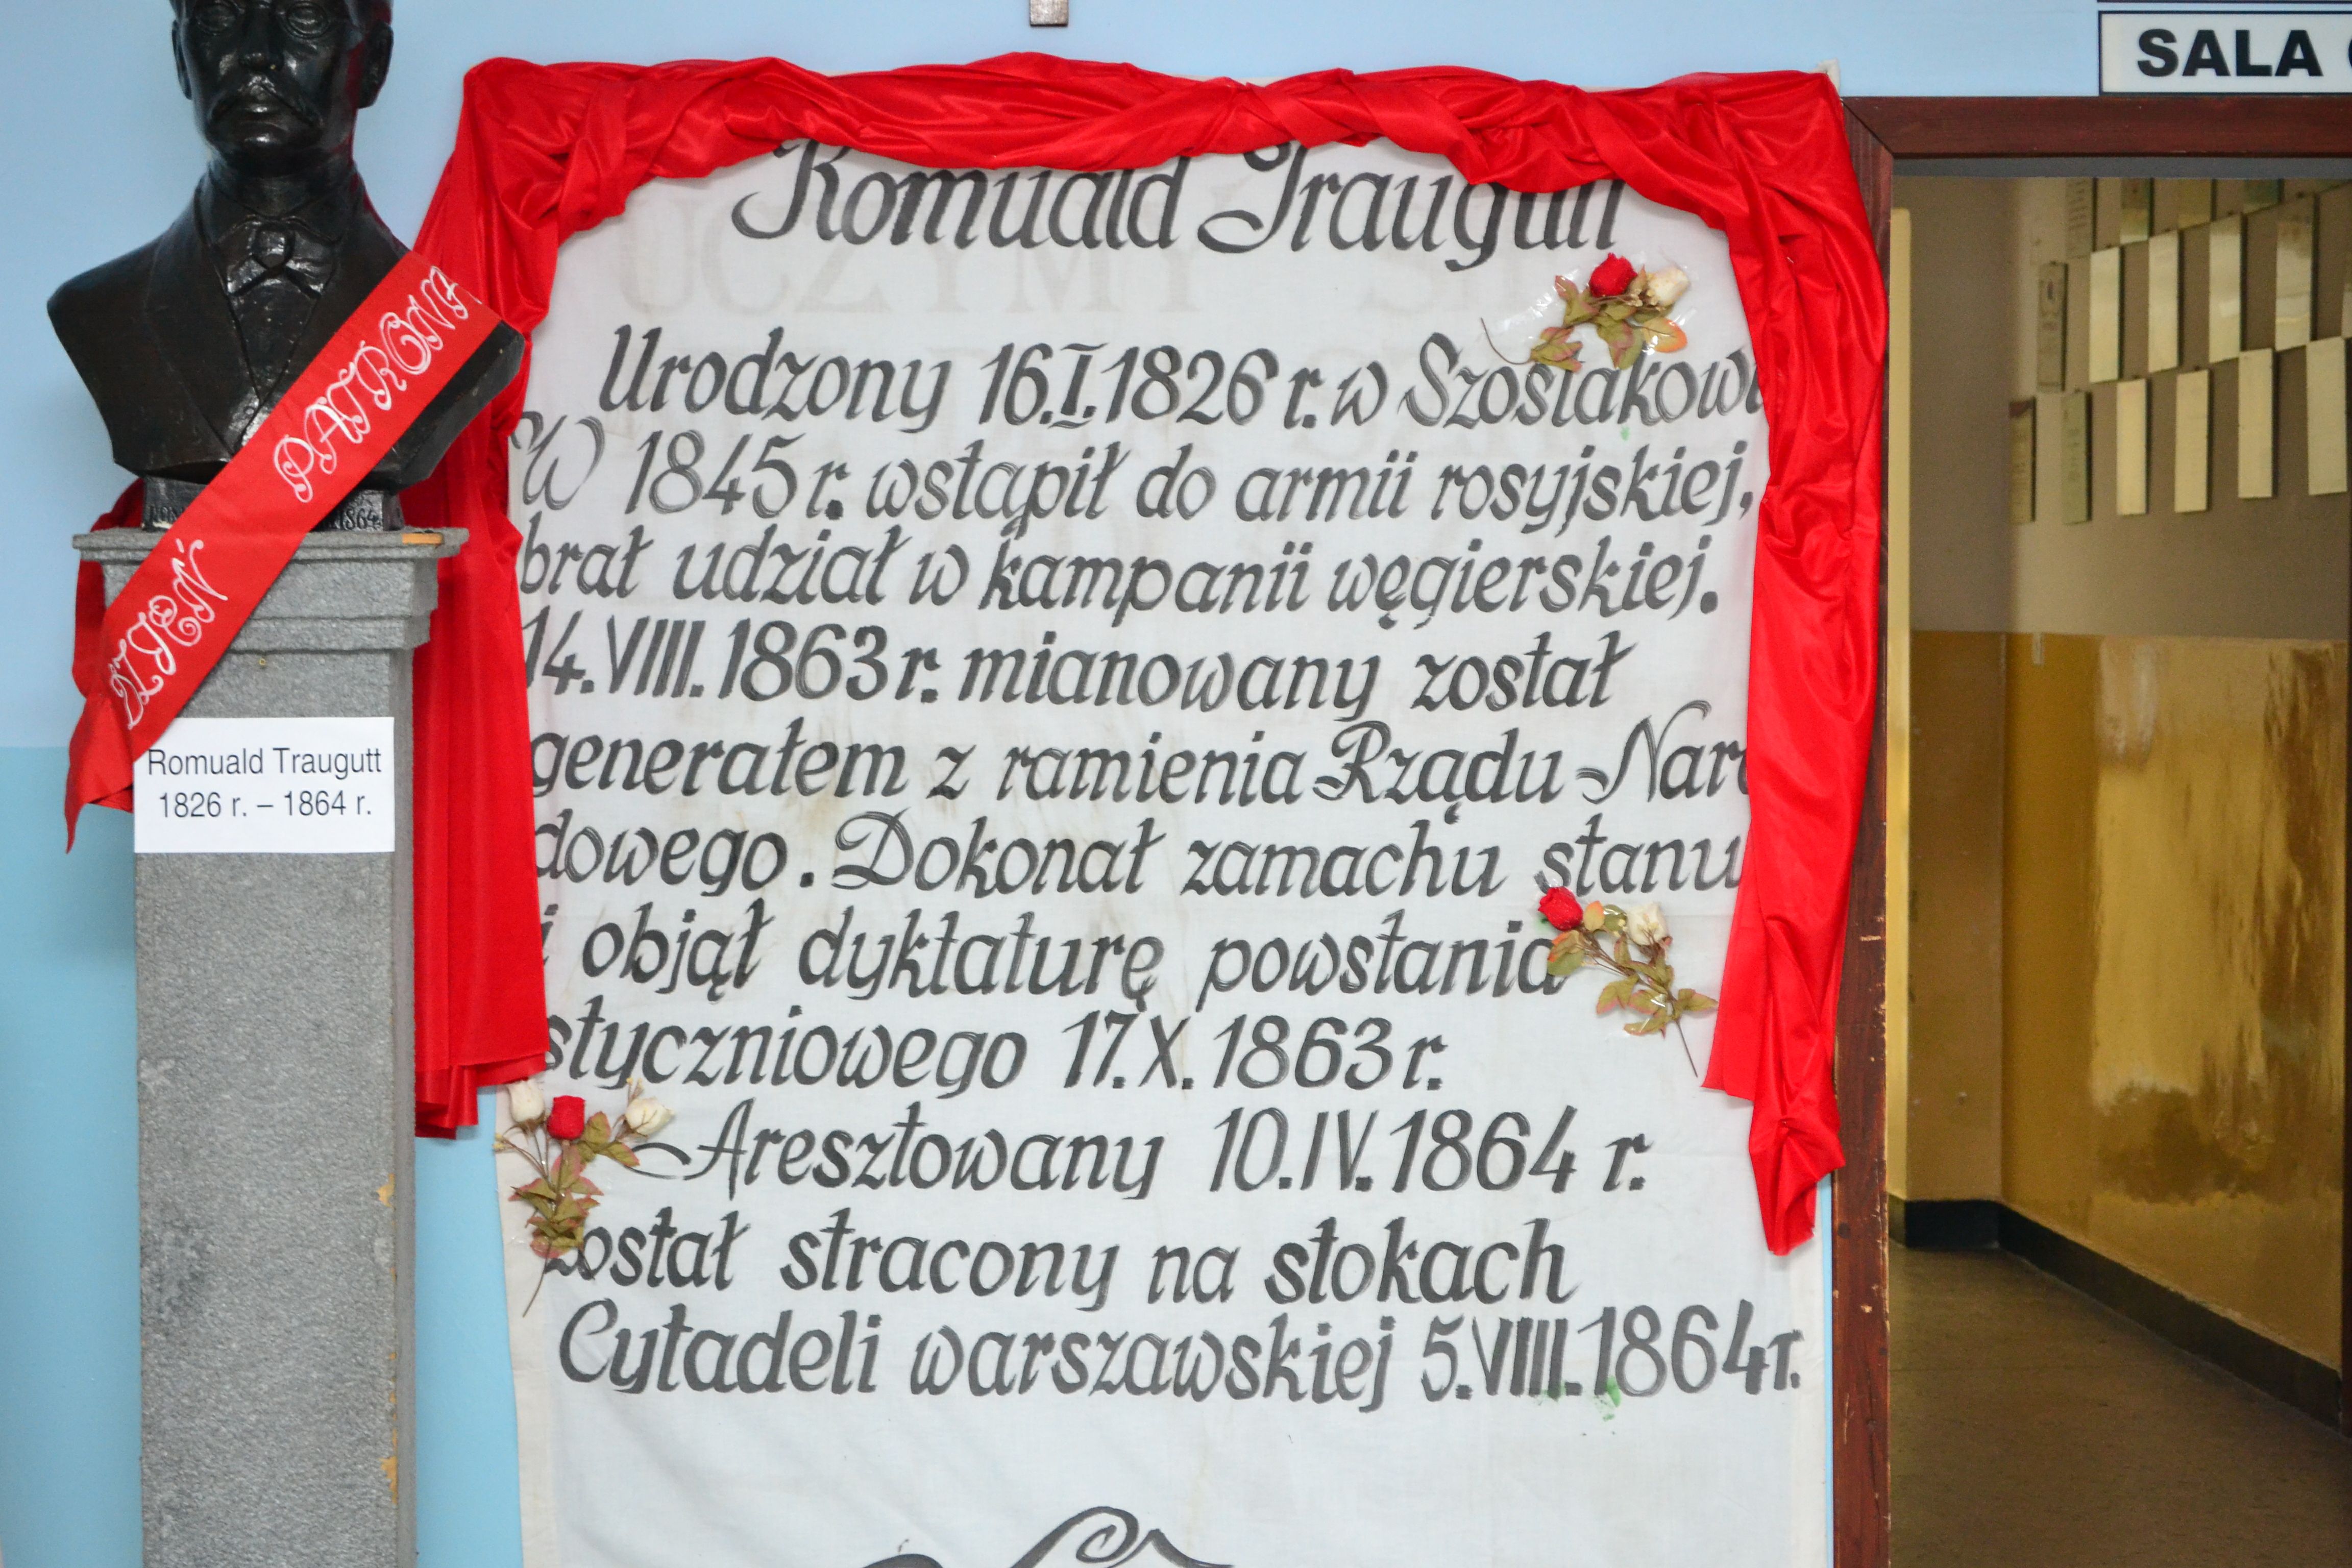 SALA
Romuald Traugutt
UCZYMY
Urodzony 16.I.1826 r. w Szostakowi
W 1845 r. wstąpił do armii rosyjskiej,
brał udział w kampanii węgierskiej.
14.VIII.1863 r. mianowany został
generałem z ramienia Rządu Naro
dowego. Dokonał zamachu stanu
i objął dyktaturę powstania
styczniowego 17.X.1863 r.
Aresztowany 10.IV.1864 r.
został stracony na stokach
Cytadeli warszawskiej 5.VIII.1864r.
DZIEŃ PATRONA
1864
Romuald Traugutt
1826 r. – 1864 r.